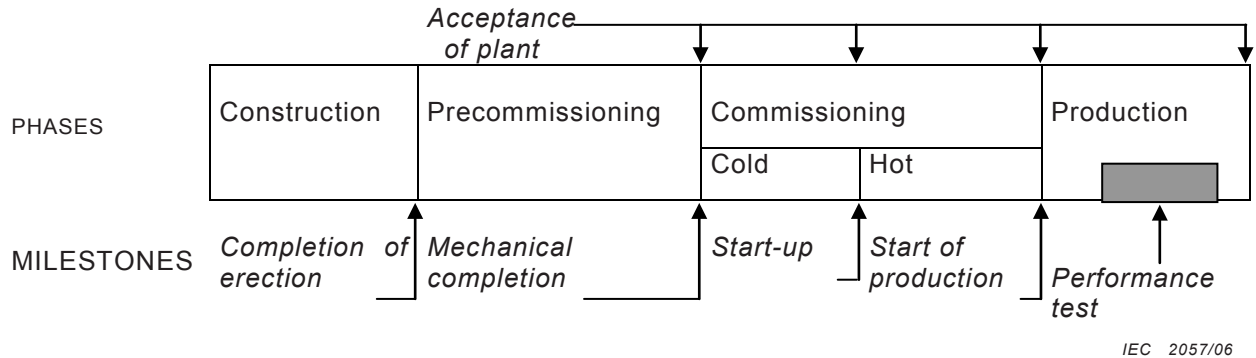 Acceptance
of plant
PHASES
Construction
Precommissioning
Commissioning
Production
Cold
Hot
MILESTONES
Completion of
erection
Mechanical
completion
Start-up
Start of
production
Performance
test
IEC 2057/06